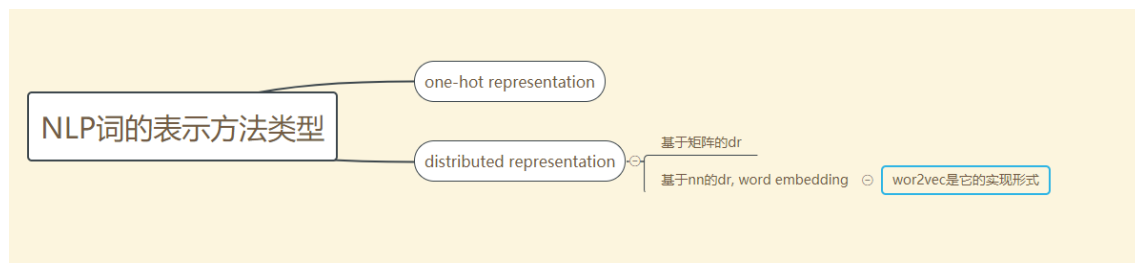 NLP词的表示方法类型
one-hot representation
distributed representation
基于矩阵的dr
基于nn的dr, word embedding
wor2vec是它的实现形式